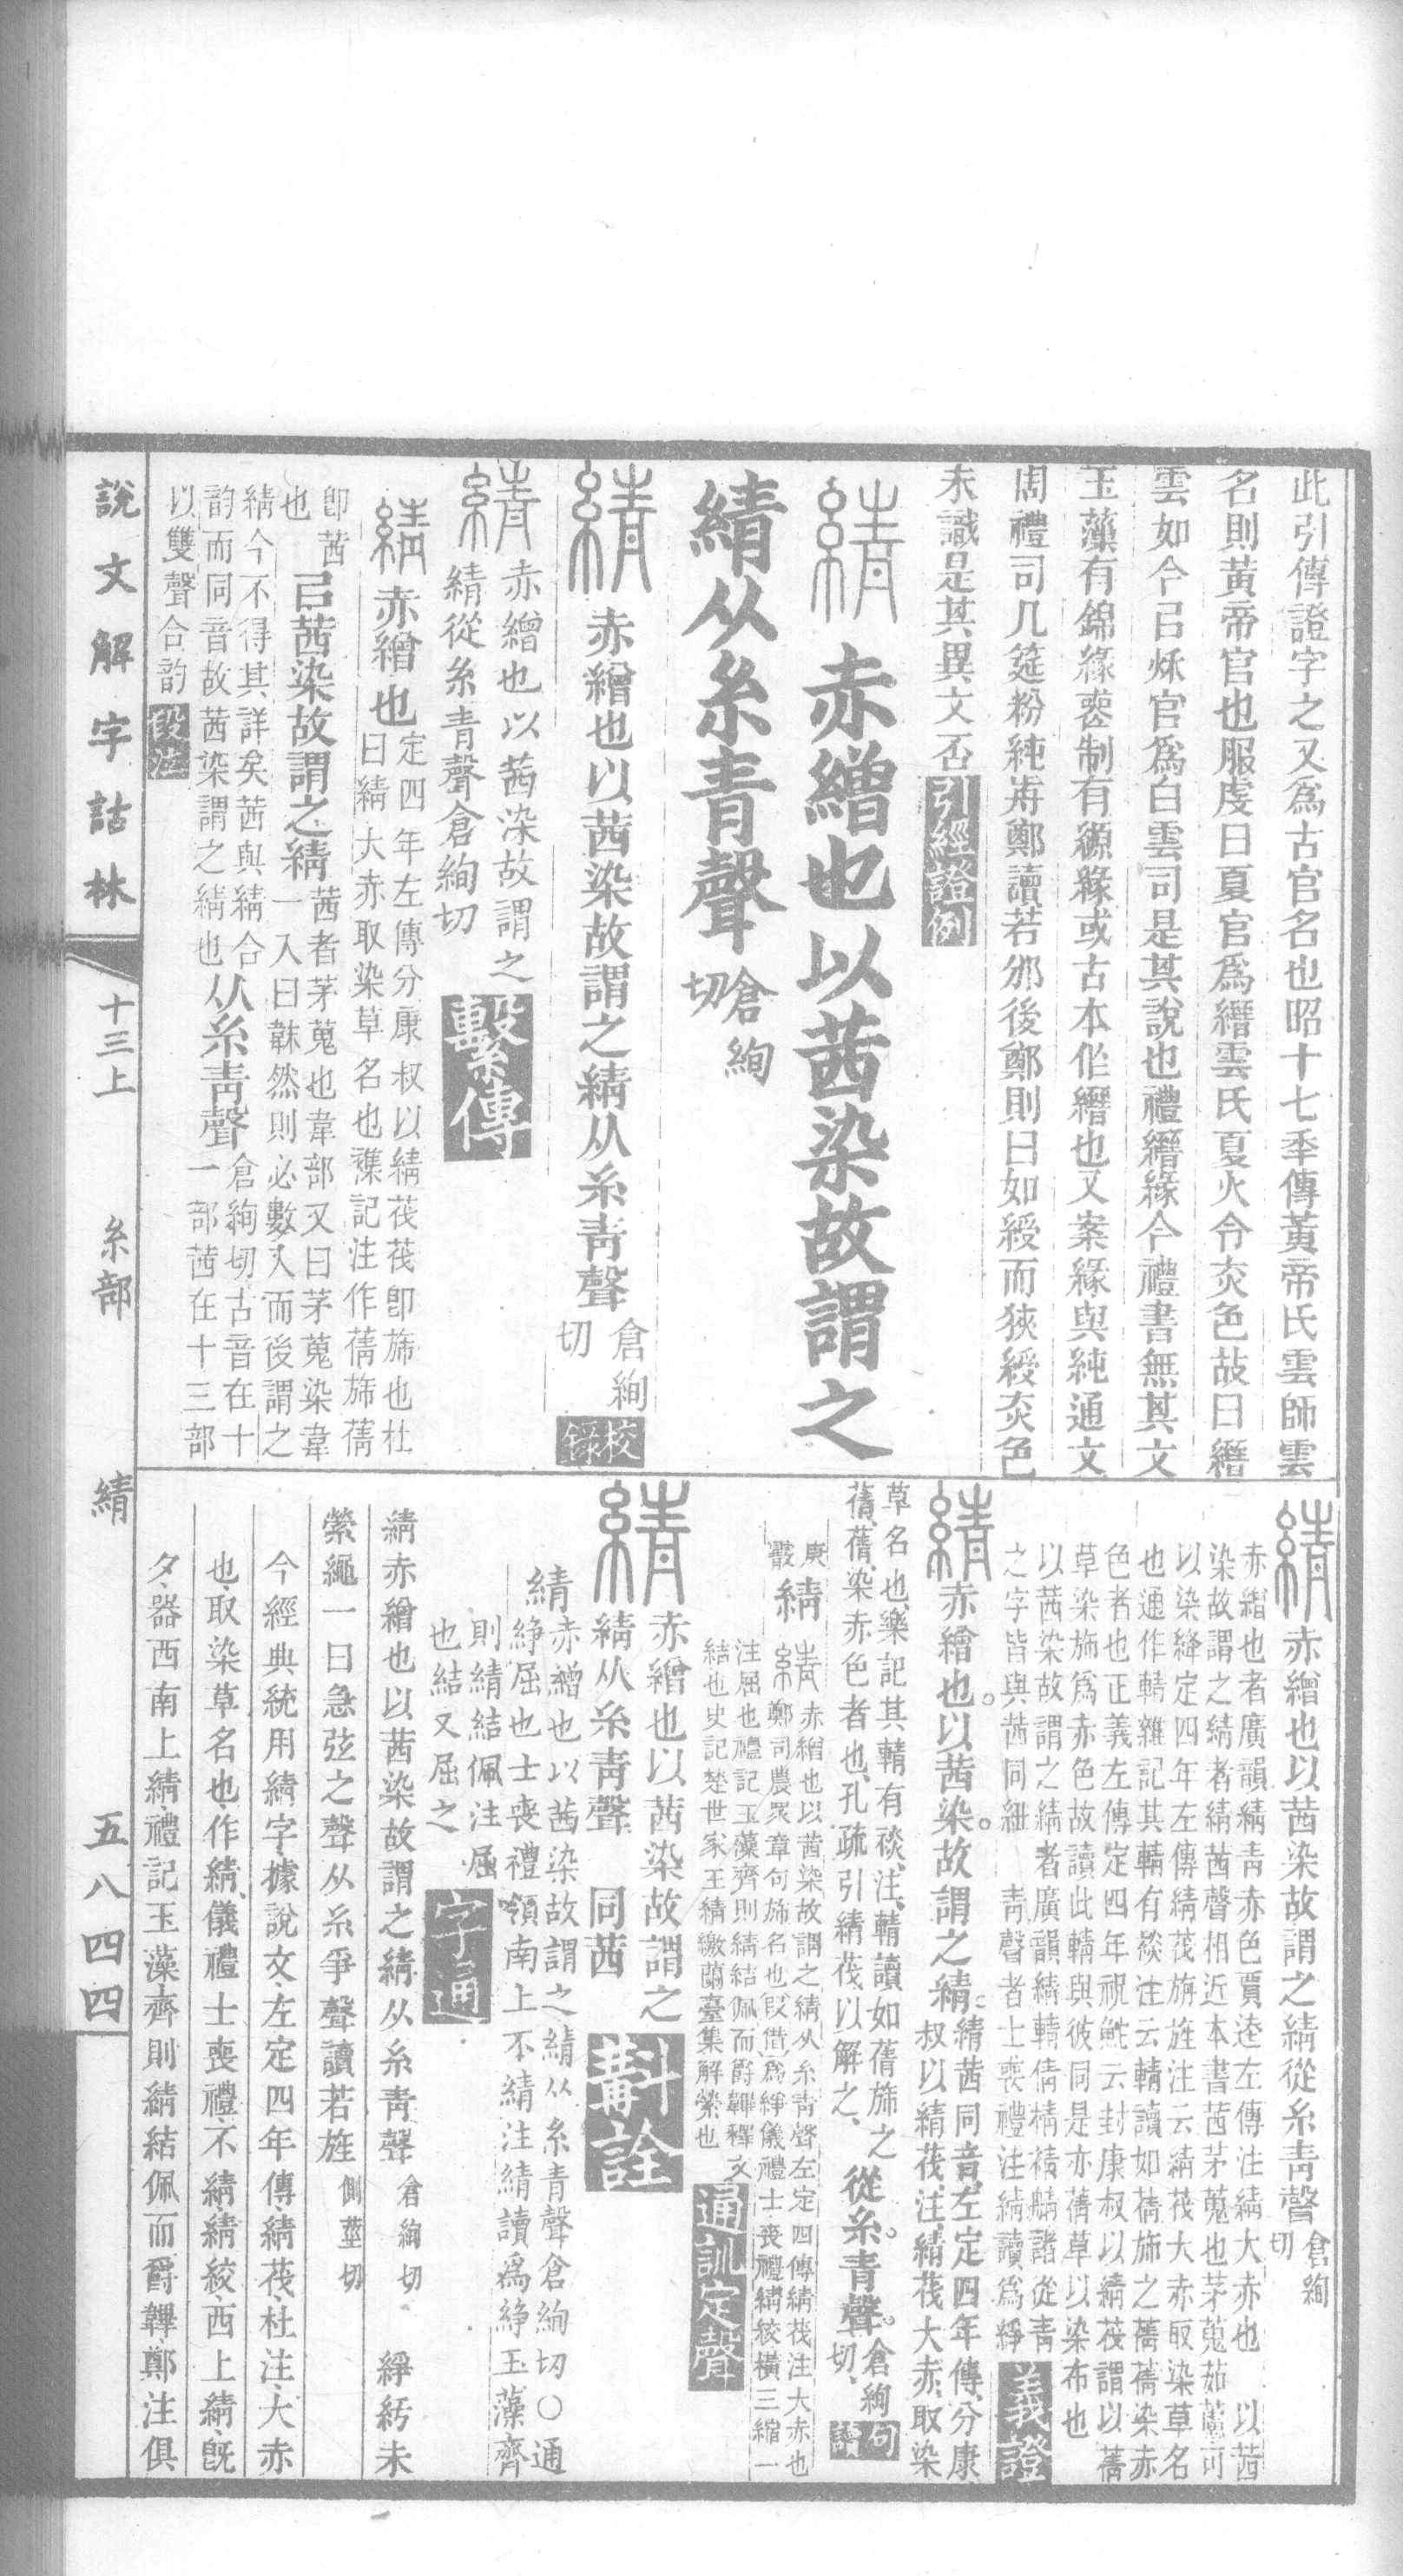 此引傳證字之又爲古官名也昭十七秊傳黃帝氏雲師雲
名則黃帝官也服虔曰夏官爲縉雲氏夏火令炎色故曰縉
雲如今㠯秌官爲白雲司是其說也禮縉緣今禮書無其文
玉藻有錦緣
制有
緣或古本作縉也又案緣與純通文
周禮司几筵粉純
鄭讀若邠後鄭則曰如綬而狹綬炎色
未識是其異文否
引經證例
綪
赤繒也以茜染故謂之
綪从糸青聲
倉絢
切
綪
赤繒也以茜染故謂之綪从糸靑聲
倉絢
切
校錄
綪
赤繒也以茜染故謂之
綪從糸青聲倉絢切
繫傳
綪
赤繒也
定四年左傳分康叔以綪茷茷卽旆也杜
曰綪大赤取染草名也襍記注作蒨旆蒨
卽茜
也
㠯茜染故謂之綪
茜者茅蒐也韋部又曰茅蒐染韋
一入曰韎然則必數入而後謂之
綪今不得其詳矣茜與綪合
韵而同音故茜染謂之綪也
从糸靑聲
倉絢切古音在十
一部茜在十三部
以雙聲合韵
段注
說文解字詁林
十三上
糸部
綪
五八四四
綪
赤繒也以茜染故謂之綪從糸靑聲
倉絢
切
赤繒也者廣韻綪青赤色賈逵左傳注綪大赤也　以茜
染故謂之綪者綪茜聲相近本書茜茅蒐也茅蒐茹藘可
以染絳定四年左傳綪茷旃旌注云綪茷大赤取染草名
也通作輤雜記其輤有裧注云輤讀如蒨旆之蒨蒨染赤
色者也正義左傳定四年祝鮀云封康叔以綪茷謂以蒨
草染旆爲赤色故讀此輤與彼同是亦蒨草以染布也
以茜染故謂之綪者廣韻綪輤倩
諸從青
之字皆與茜同紐　靑聲者士喪禮注綪讀爲絣
義證
綪
赤繒也。以茜染。故謂之綪。
綪茜同音、左定四年傳、分康
叔以綪茷、注、綪茷大赤、取染
草名也、樂記其輤有裧、注、輤讀如蒨旆之
蒨、蒨、染赤色者也、孔疏引綪茷、以解之、
從糸。靑聲。
倉絢
切、
句讀
庚
綪
綪
赤繒也以茜染故謂之綪从糸靑聲左定四傳綪茷注大赤也
鄭司農眾章句旆名也叚借爲絣儀禮士喪禮綪絞橫三縮一
注屈也禮記玉藻齊則綪結佩而爵韠釋文
結也史記楚世家王綪繳蘭臺集解縈也
通訓定聲
綪
赤繒也以茜染故謂之
綪从糸靑聲　同茜
斠詮
綪
赤繒也以茜染故謂之綪从糸青聲倉絢切○通
絣屈也士喪禮領南上不綪注綪讀爲絣玉藻齊
則綪結佩注屈
也結又屈之
字通
綪赤繒也以茜染故謂之綪从糸靑聲倉絢切　絣紆未
縈繩一曰急弦之聲从糸爭聲讀若旌側莖切
今經典統用綪字據說文左定四年傳綪茷杜注大赤
也取染草名也作綪儀禮士喪禮不綪綪絞西上綪旣
夕器西南上綪禮記玉藻齊則綪結佩而爵韠鄭注俱